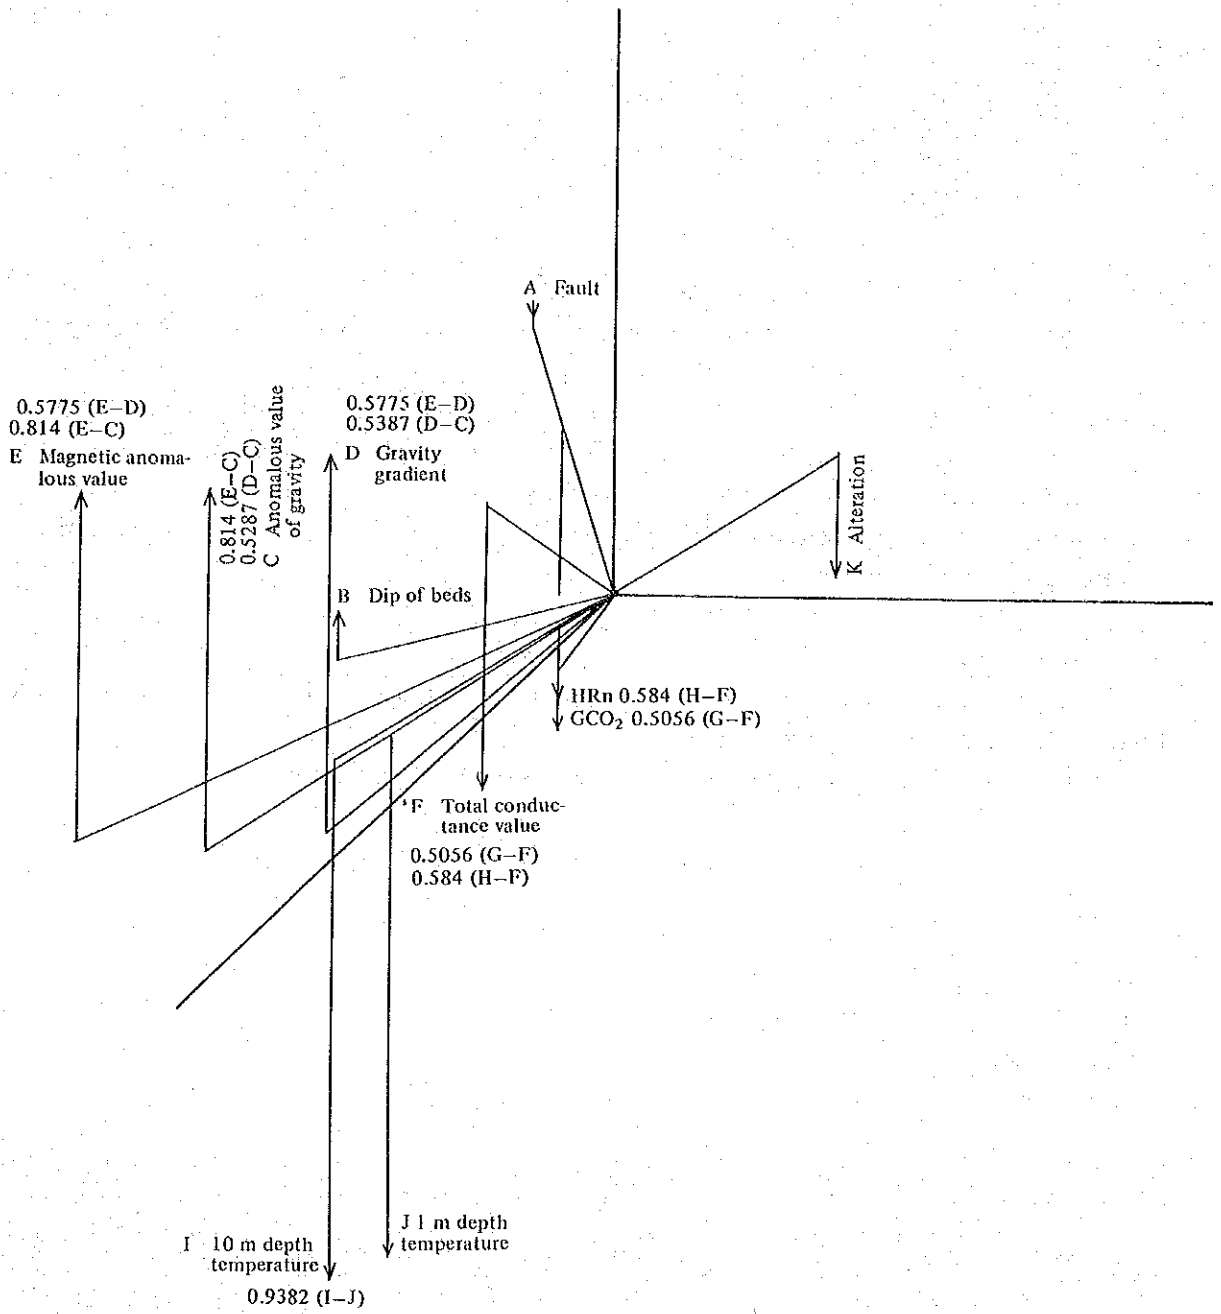 A Fault
0.5775 (E–D)
0.814 (E–C)
E Magnetic anoma-
lous value
0.814 (E–C)
0.5287 (D–C)
C Anomalous value
of gravity
0.5775 (E–D)
0.5387 (D–C)
D Gravity
gradient
K Alteration
B Dip of beds
HRn 0.584 (H–F)
GCO₂ 0.5056 (G–F)
F Total conduc-
tance value
0.5056 (G–F)
0.584 (H–F)
J 1 m depth
temperature
I 10 m depth
temperature
0.9382 (I–J)